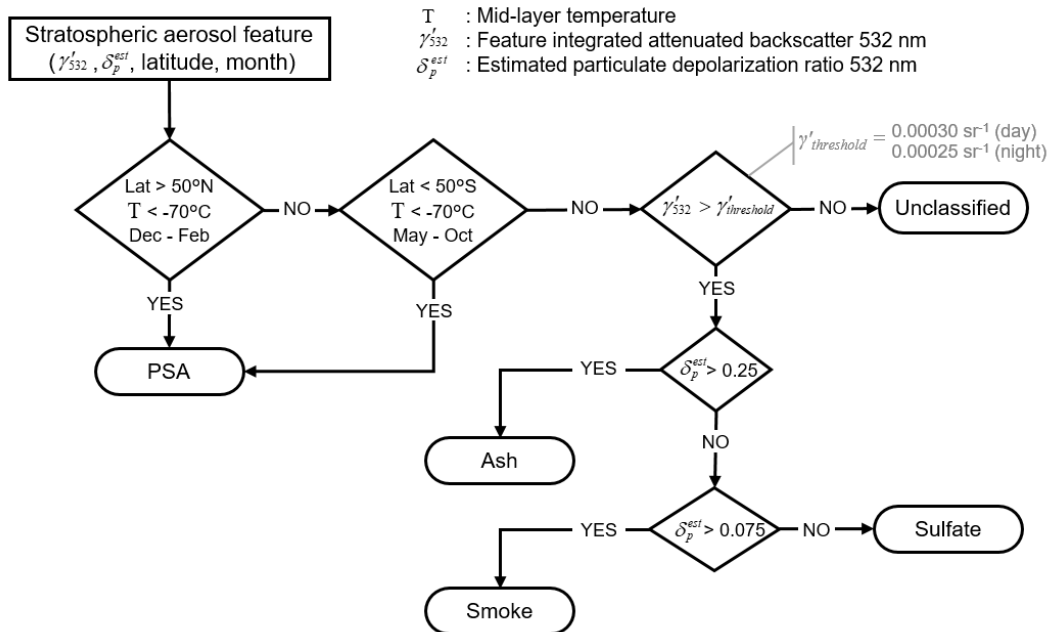 Stratospheric aerosol feature
(γ′532 , δp^est, latitude, month)
T : Mid-layer temperature
γ′532 : Feature integrated attenuated backscatter 532 nm
δp^est : Estimated particulate depolarization ratio 532 nm
γ′threshold = 0.00030 sr⁻¹ (day)
0.00025 sr⁻¹ (night)
Lat > 50ºN
T < -70ºC
Dec - Feb
NO
Lat < 50ºS
T < -70ºC
May - Oct
NO
γ′532 > γ′threshold
NO
Unclassified
YES
YES
YES
PSA
δp^est > 0.25
YES
Ash
NO
δp^est > 0.075
YES
NO
Sulfate
Smoke